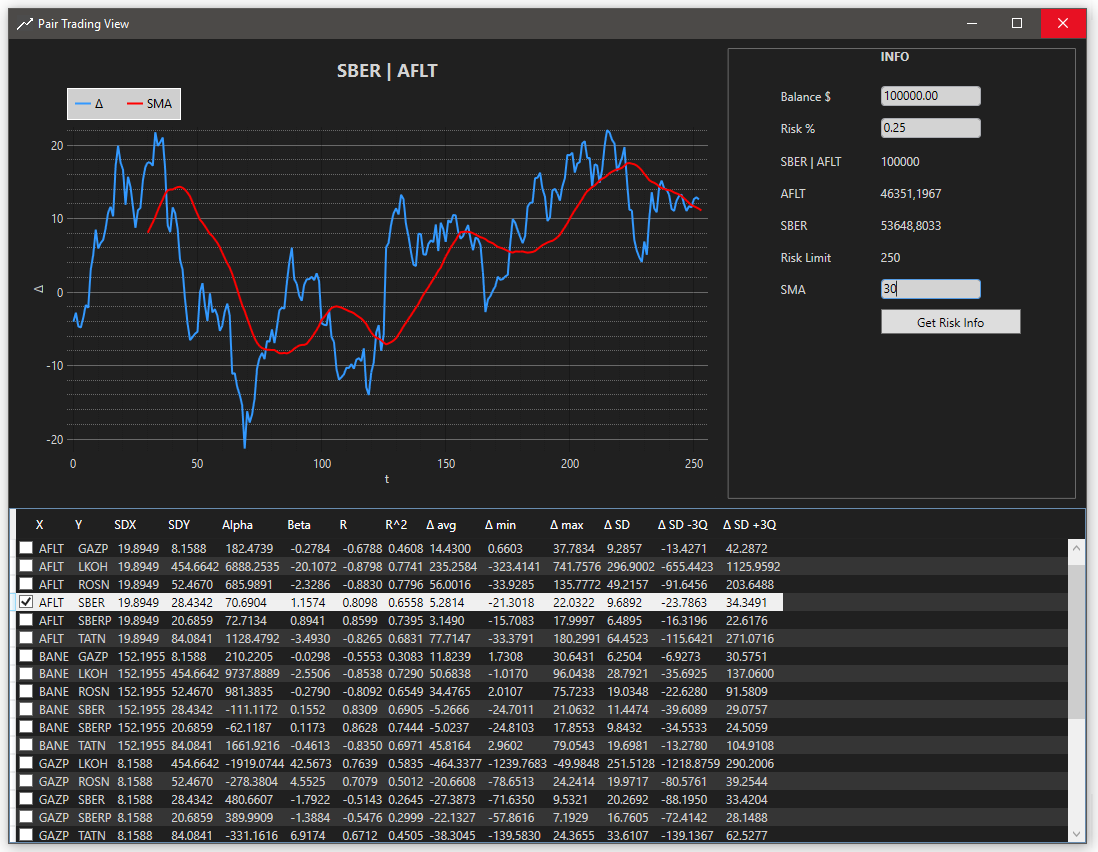 Pair Trading View
SBER | AFLT
Δ SMA
20
10
0
-10
-20
Δ
0 50 100 150 200 250
t
INFO
Balance $ 100000.00
Risk % 0.25
SBER | AFLT 100000
AFLT 46351,1967
SBER 53648,8033
Risk Limit 250
SMA 30
Get Risk Info
X Y SDX SDY Alpha Beta R R^2 Δ avg Δ min Δ max Δ SD Δ SD -3Q Δ SD +3Q
AFLT GAZP 19.8949 8.1588 182.4739 -0.2784 -0.6788 0.4608 14.4300 0.6603 37.7834 9.2857 -13.4271 42.2872
AFLT LKOH 19.8949 454.6642 6888.2535 -20.1072 -0.8798 0.7741 235.2584 -323.4141 741.7576 296.9002 -655.4423 1125.9592
AFLT ROSN 19.8949 52.4670 685.9891 -2.3286 -0.8830 0.7796 56.0016 -33.9285 135.7772 49.2157 -91.6456 203.6488
AFLT SBER 19.8949 28.4342 70.6904 1.1574 0.8098 0.6558 5.2814 -21.3018 22.0322 9.6892 -23.7863 34.3491
AFLT SBERP 19.8949 20.6859 72.7134 0.8941 0.8599 0.7395 3.1490 -15.7083 17.9997 6.4895 -16.3196 22.6176
AFLT TATN 19.8949 84.0841 1128.4792 -3.4930 -0.8265 0.6831 77.7147 -33.3791 180.2991 64.4523 -115.6421 271.0716
BANE GAZP 152.1955 8.1588 210.2205 -0.0298 -0.5553 0.3083 11.8239 1.7308 30.6431 6.2504 -6.9273 30.5751
BANE LKOH 152.1955 454.6642 9737.8889 -2.5506 -0.8538 0.7290 50.6838 -1.0170 96.0438 28.7921 -35.6925 137.0600
BANE ROSN 152.1955 52.4670 981.3835 -0.2790 -0.8092 0.6549 34.4765 2.0107 75.7233 19.0348 -22.6280 91.5809
BANE SBER 152.1955 28.4342 -111.1172 0.1552 0.8309 0.6905 -5.2666 -24.7011 21.0632 11.4474 -39.6089 29.0757
BANE SBERP 152.1955 20.6859 -62.1187 0.1173 0.8628 0.7444 -5.0237 -24.8103 17.8553 9.8432 -34.5533 24.5059
BANE TATN 152.1955 84.0841 1661.9216 -0.4613 -0.8350 0.6971 45.8164 2.9602 79.0543 19.6981 -13.2780 104.9108
GAZP LKOH 8.1588 454.6642 -1919.0744 42.5673 0.7639 0.5835 -464.3377 -1239.7683 -49.9848 251.5128 -1218.8759 290.2006
GAZP ROSN 8.1588 52.4670 -278.3804 4.5525 0.7079 0.5012 -20.6608 -78.6513 24.2414 19.9717 -80.5761 39.2544
GAZP SBER 8.1588 28.4342 480.6607 -1.7922 -0.5143 0.2645 -27.3873 -71.6350 9.5321 20.2692 -88.1950 33.4204
GAZP SBERP 8.1588 20.6859 389.9909 -1.3884 -0.5476 0.2999 -22.1327 -57.8616 7.1929 16.7605 -72.4142 28.1488
GAZP TATN 8.1588 84.0841 -331.1616 6.9174 0.6712 0.4505 -38.3045 -139.5830 24.3655 33.6107 -139.1367 62.5277